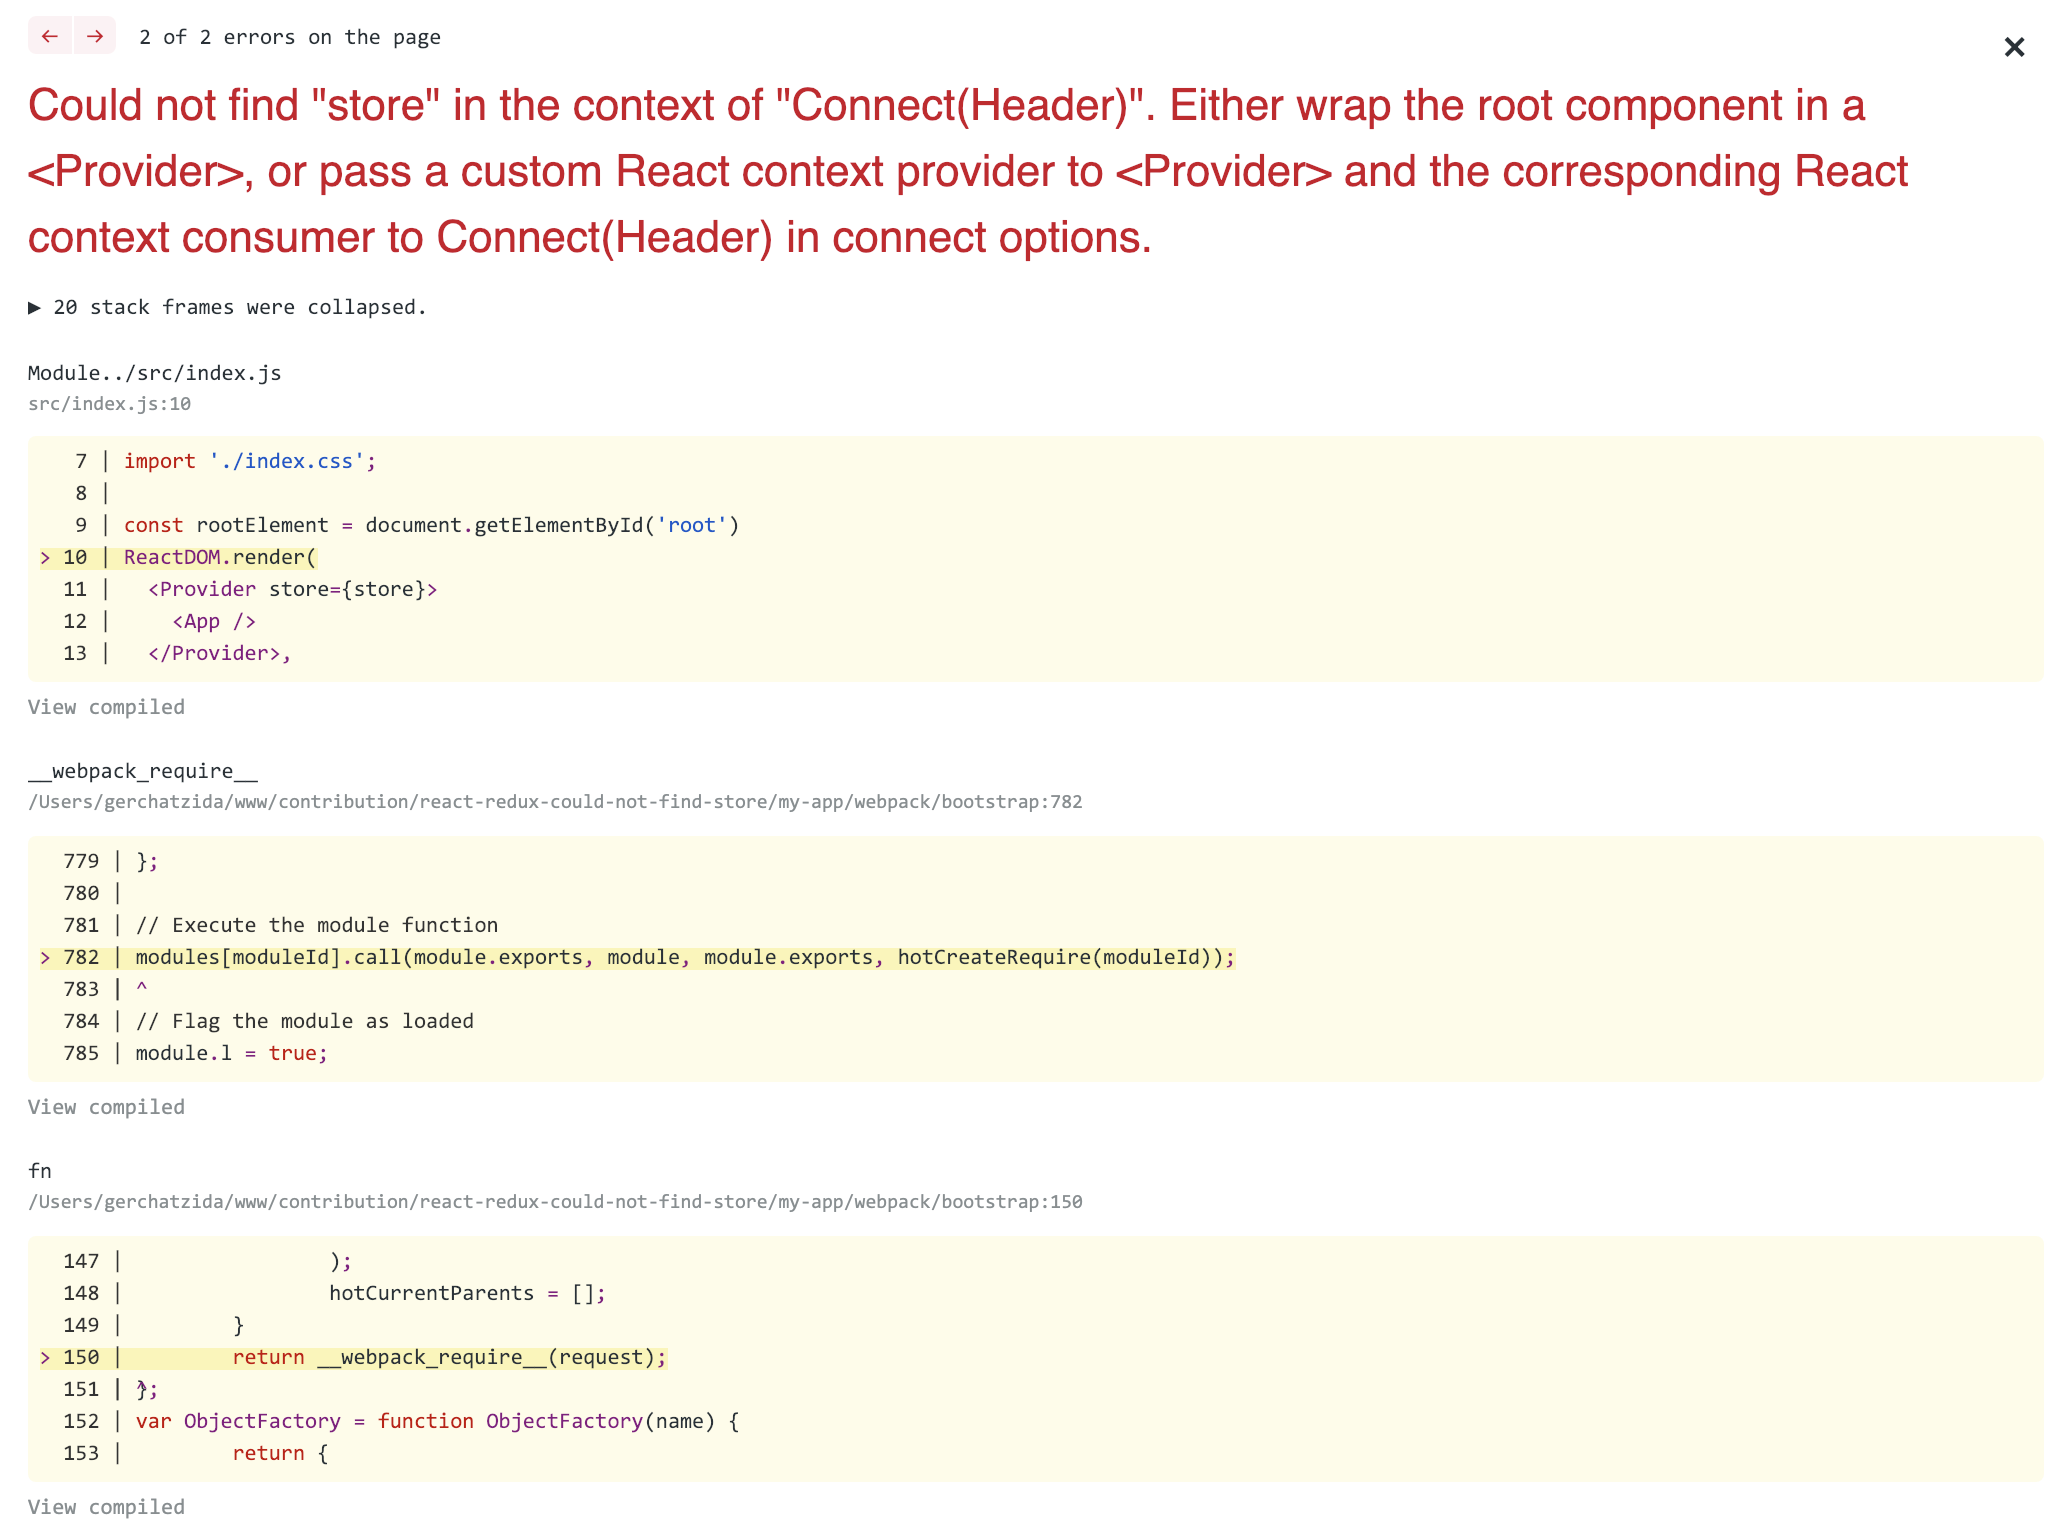 ← → 2 of 2 errors on the page ×
Could not find "store" in the context of "Connect(Header)". Either wrap the root component in a
<Provider>, or pass a custom React context provider to <Provider> and the corresponding React
context consumer to Connect(Header) in connect options.
▶ 20 stack frames were collapsed.
Module../src/index.js
src/index.js:10
7 | import './index.css';
8 |
9 | const rootElement = document.getElementById('root')
> 10 | ReactDOM.render(
11 |   <Provider store={store}>
12 |     <App />
13 |   </Provider>,
View compiled
__webpack_require__
/Users/gerchatzida/www/contribution/react-redux-could-not-find-store/my-app/webpack/bootstrap:782
779 | };
780 |
781 | // Execute the module function
> 782 | modules[moduleId].call(module.exports, module, module.exports, hotCreateRequire(moduleId));
783 | ^
784 | // Flag the module as loaded
785 | module.l = true;
View compiled
fn
/Users/gerchatzida/www/contribution/react-redux-could-not-find-store/my-app/webpack/bootstrap:150
147 |                 );
148 |                 hotCurrentParents = [];
149 |         }
> 150 |         return __webpack_require__(request);
151 | ^};
152 | var ObjectFactory = function ObjectFactory(name) {
153 |         return {
View compiled